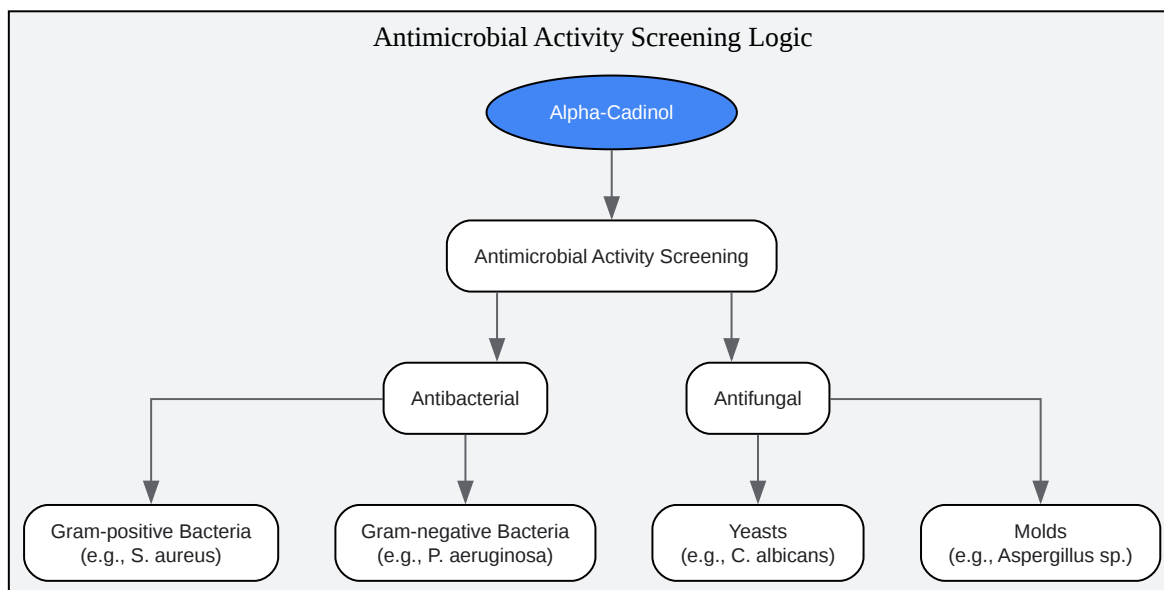 Antimicrobial Activity Screening Logic
Alpha-Cadinol
Antimicrobial Activity Screening
Antibacterial
Antifungal
Gram-positive Bacteria
(e.g., S. aureus)
Gram-negative Bacteria
(e.g., P. aeruginosa)
Yeasts
(e.g., C. albicans)
Molds
(e.g., Aspergillus sp.)